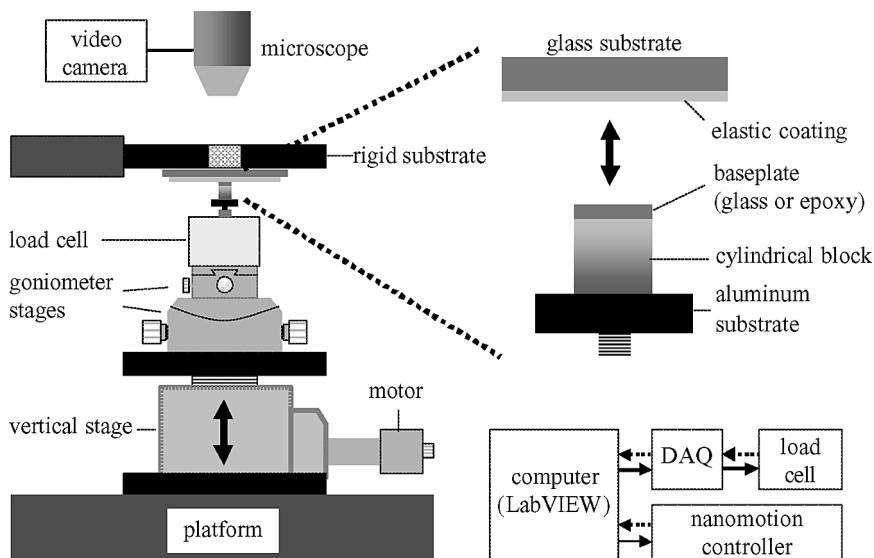 video
camera
microscope
rigid substrate
load cell
goniometer
stages
vertical stage
motor
platform
glass substrate
elastic coating
baseplate
(glass or epoxy)
cylindrical block
aluminum
substrate
computer
(LabVIEW)
DAQ
load
cell
nanomotion
controller